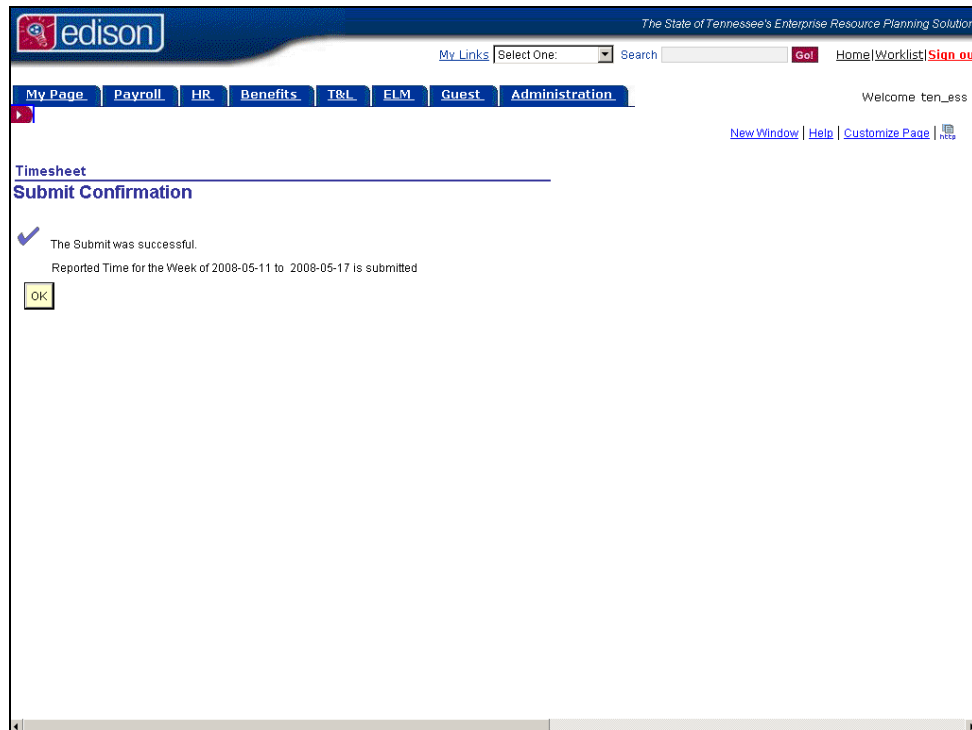 edison
The State of Tennessee's Enterprise Resource Planning Solution
My Links Select One: Search Go! Home|Worklist|Sign ou
My Page Payroll HR Benefits T&L ELM Guest Administration
Welcome ten_ess
New Window | Help | Customize Page | http
Timesheet
Submit Confirmation
The Submit was successful.
Reported Time for the Week of 2008-05-11 to 2008-05-17 is submitted
OK